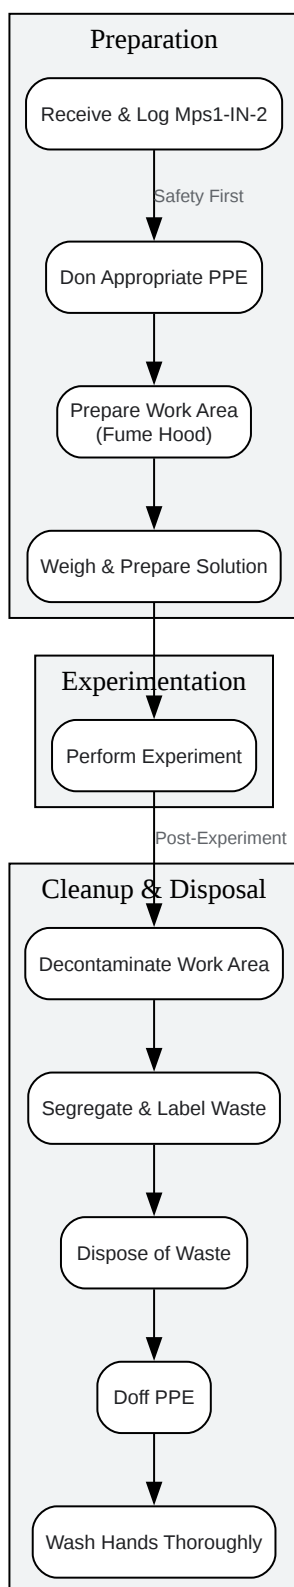 Preparation
Receive & Log Mps1-IN-2
Safety First
Don Appropriate PPE
Prepare Work Area
(Fume Hood)
Weigh & Prepare Solution
Experimentation
Perform Experiment
Post-Experiment
Cleanup & Disposal
Decontaminate Work Area
Segregate & Label Waste
Dispose of Waste
Doff PPE
Wash Hands Thoroughly